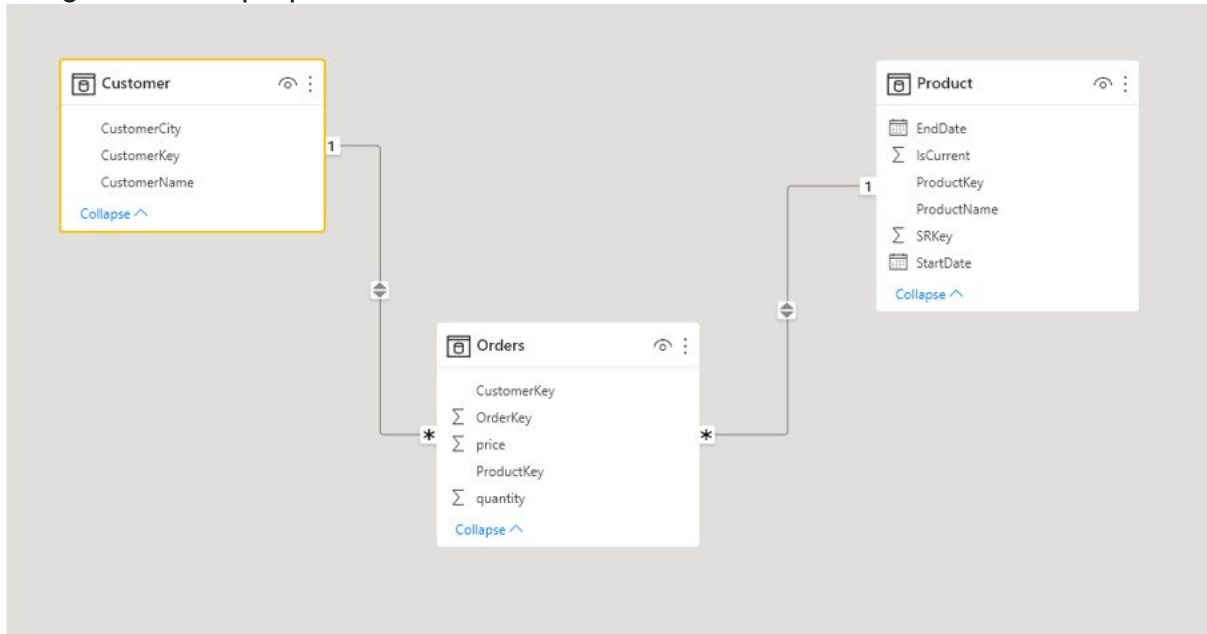 Customer
CustomerCity
CustomerKey
CustomerName
Collapse
1
Product
EndDate
Σ IsCurrent
ProductKey
ProductName
Σ SRKey
StartDate
Collapse
1
Orders
CustomerKey
Σ OrderKey
Σ price
ProductKey
Σ quantity
Collapse
*
*